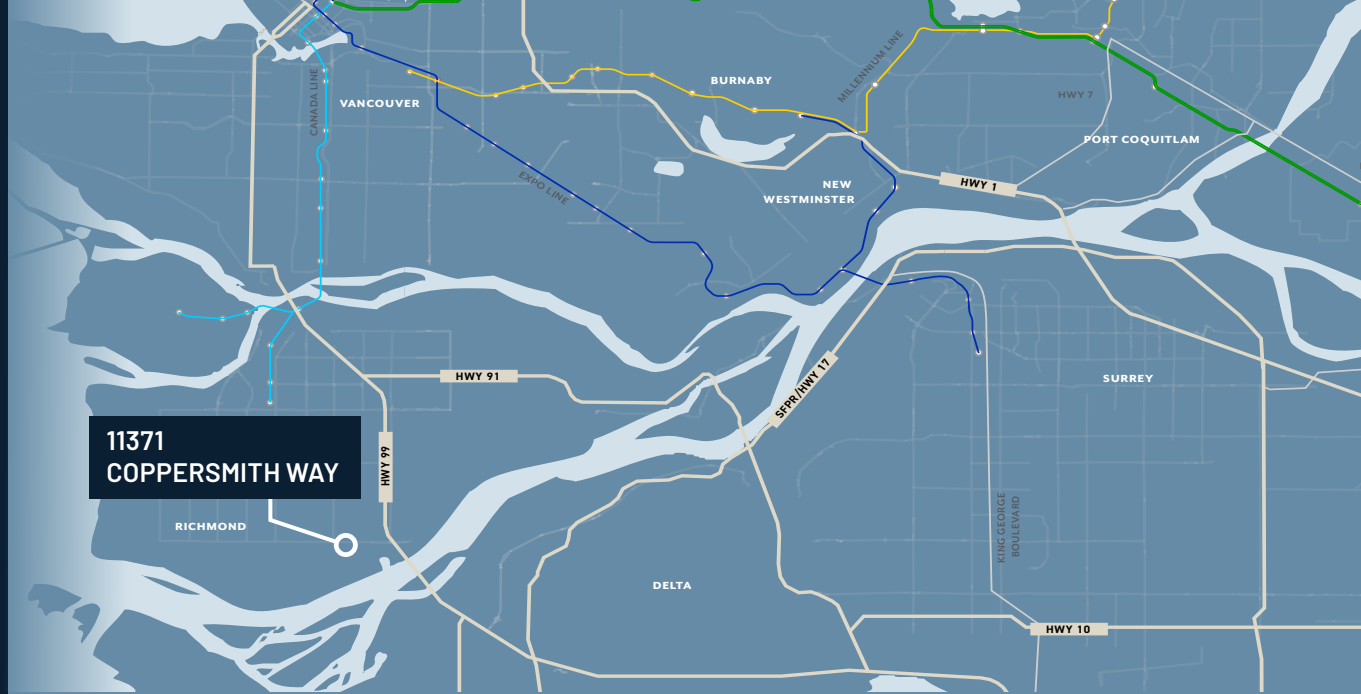 BURNABY
MILLENNIUM LINE
HWY 7
CANADA LINE
VANCOUVER
PORT COQUITLAM
EXPO LINE
NEW
WESTMINSTER
HWY 1
HWY 91
SFPR/HWY 17
SURREY
11371
COPPERSMITH WAY
HWY 99
RICHMOND
KING GEORGE
BOULEVARD
DELTA
HWY 10